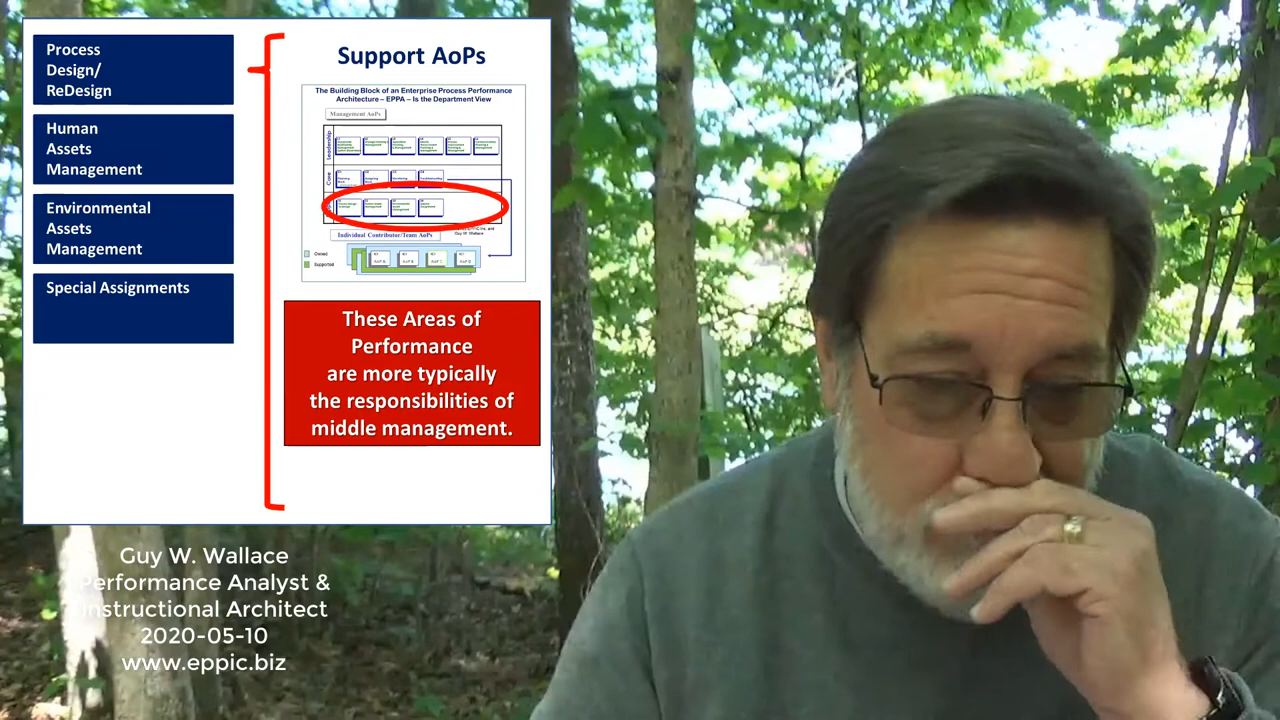 Process
Design/
ReDesign
Human
Assets
Management
Environmental
Assets
Management
Special Assignments
Support AoPs
The Building Block of an Enterprise Process Performance
Architecture – EPPA – Is the Department View
Management AoPs
Leadership
Core
Individual Contributor/Team AoPs
Guy W. Wallace
Owned
Supported
These Areas of
Performance
are more typically
the responsibilities of
middle management.
Guy W. Wallace
Performance Analyst &
Instructional Architect
2020-05-10
www.eppic.biz